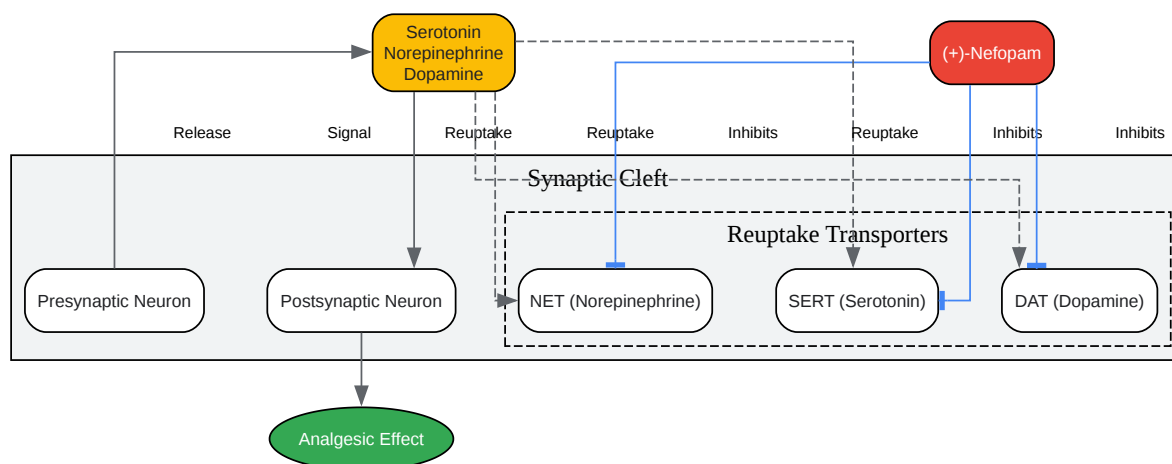 Serotonin
Norepinephrine
Dopamine
(+)-Nefopam
Release
Signal
Reuptake
Reuptake
Inhibits
Reuptake
Inhibits
Inhibits
Synaptic Cleft
Reuptake Transporters
Presynaptic Neuron
Postsynaptic Neuron
NET (Norepinephrine)
SERT (Serotonin)
DAT (Dopamine)
Analgesic Effect